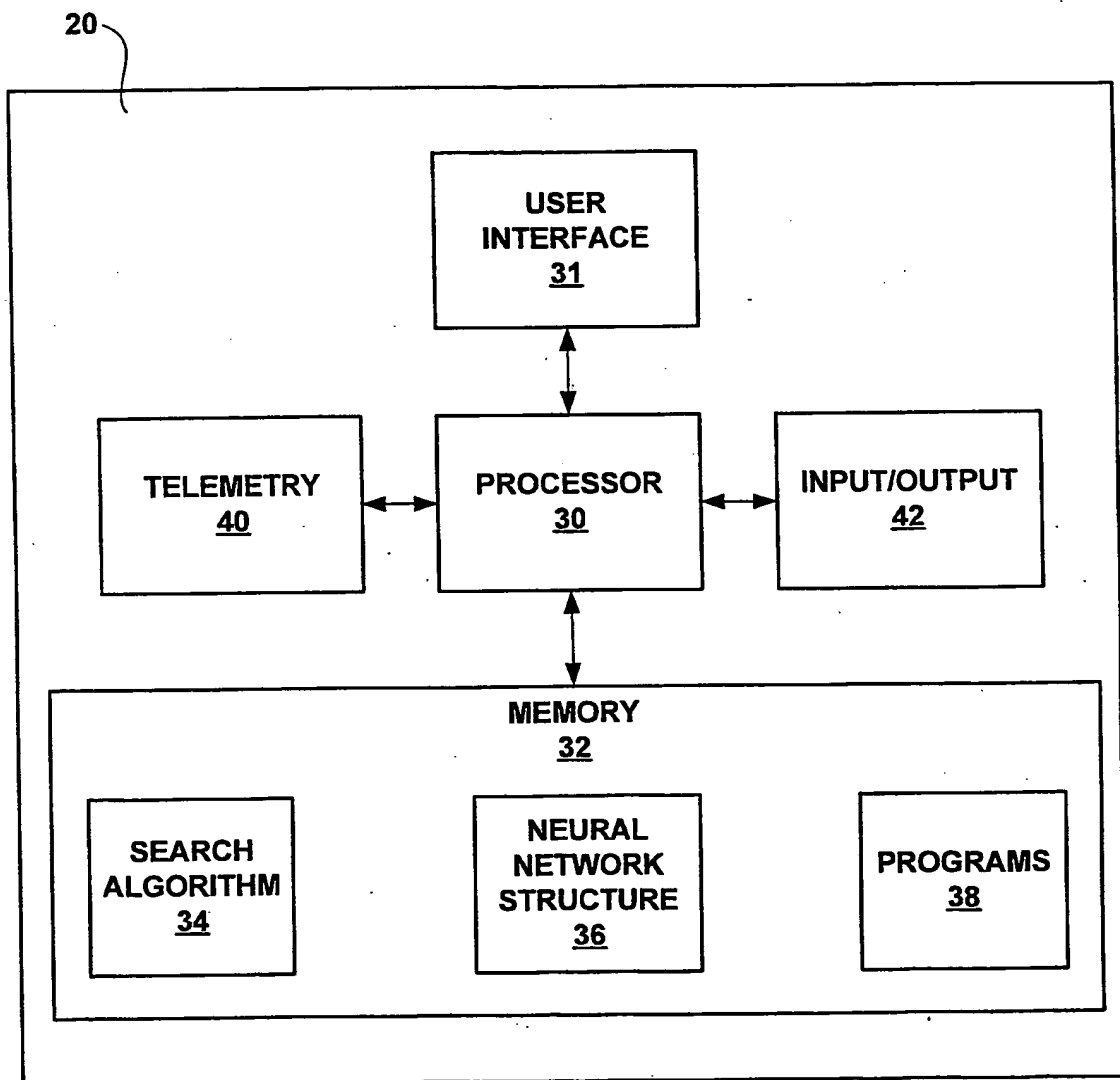 20
USER
INTERFACE
31
TELEMETRY
40
PROCESSOR
30
INPUT/OUTPUT
42
MEMORY
32
SEARCH
ALGORITHM
34
NEURAL
NETWORK
STRUCTURE
36
PROGRAMS
38